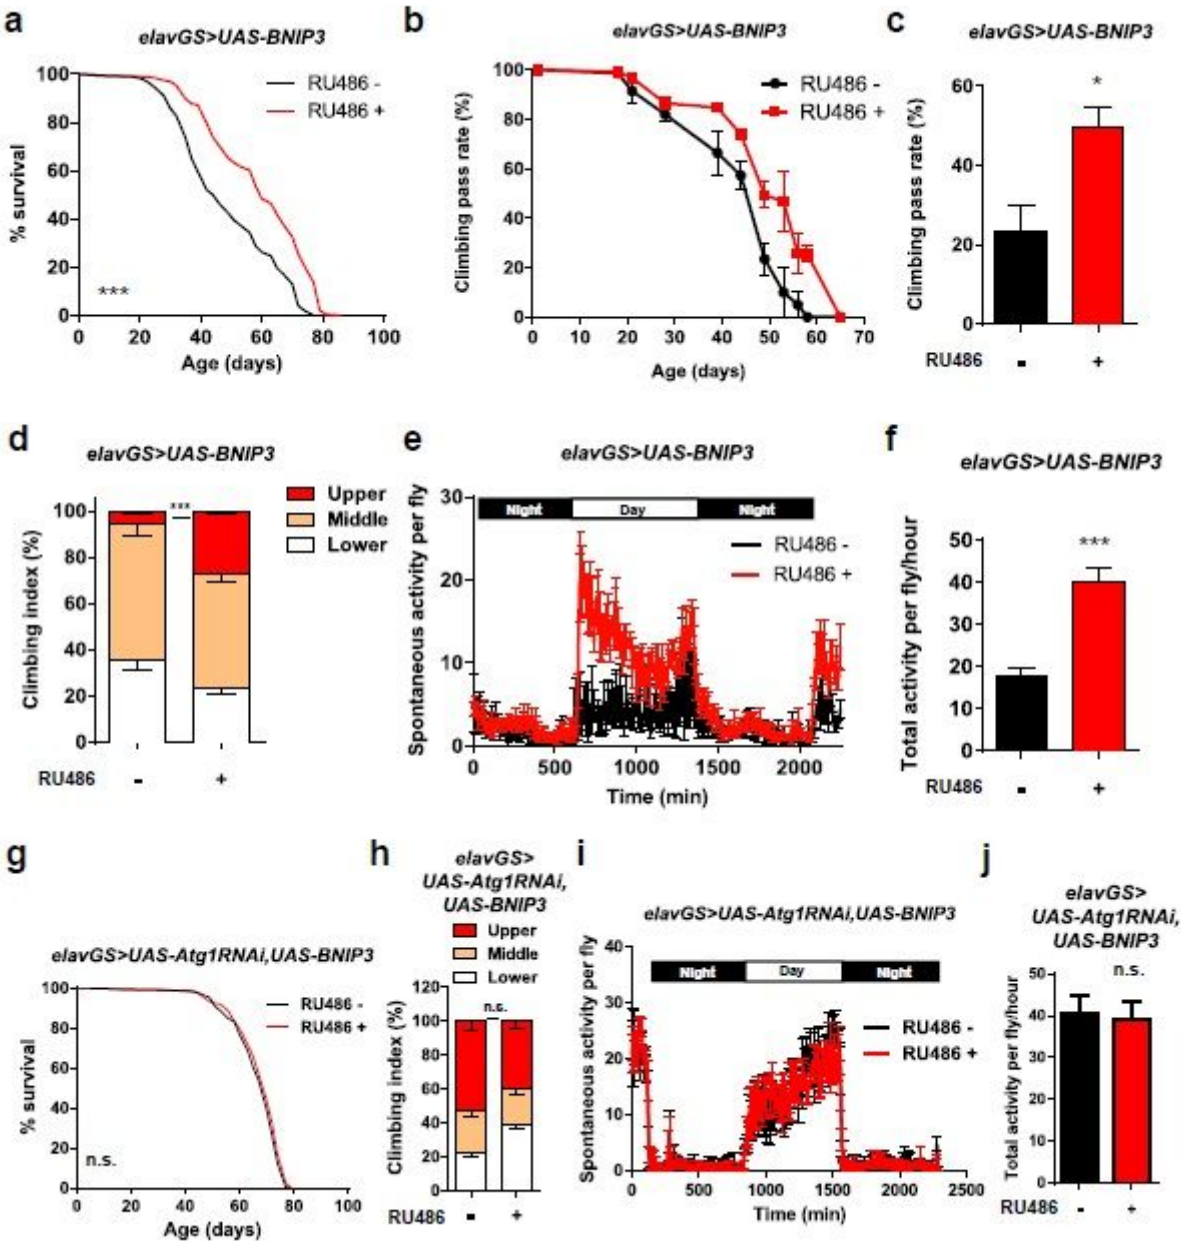 a
elavGS>UAS-BNIP3
% survival
100
80
60
40
20
0
RU486 -
RU486 +
***
0 20 40 60 80 100
Age (days)
b
elavGS>UAS-BNIP3
Climbing pass rate (%)
100
80
60
40
20
0
RU486 -
RU486 +
0 10 20 30 40 50 60 70
Age (days)
c
elavGS>UAS-BNIP3
Climbing pass rate (%)
60
40
20
0
*
RU486 - +
d
elavGS>UAS-BNIP3
Climbing index (%)
100
80
60
40
20
0
***
Upper
Middle
Lower
RU486 - +
e
elavGS>UAS-BNIP3
Spontaneous activity per fly
30
20
10
0
Night Day Night
RU486 -
RU486 +
0 500 1000 1500 2000
Time (min)
f
elavGS>UAS-BNIP3
Total activity per fly/hour
50
40
30
20
10
0
***
RU486 - +
g
elavGS>UAS-Atg1RNAi,UAS-BNIP3
% survival
100
80
60
40
20
0
RU486 -
RU486 +
n.s.
0 20 40 60 80 100
Age (days)
h
elavGS>
UAS-Atg1RNAi,
UAS-BNIP3
Upper
Middle
Lower
Climbing index (%)
120
100
80
60
40
20
0
n.s.
RU486 - +
i
elavGS>UAS-Atg1RNAi,UAS-BNIP3
Spontaneous activity per fly
40
30
20
10
0
Night Day Night
RU486 -
RU486 +
0 500 1000 1500 2000 2500
Time (min)
j
elavGS>
UAS-Atg1RNAi,
UAS-BNIP3
Total activity per fly/hour
50
40
30
20
10
0
n.s.
RU486 - +